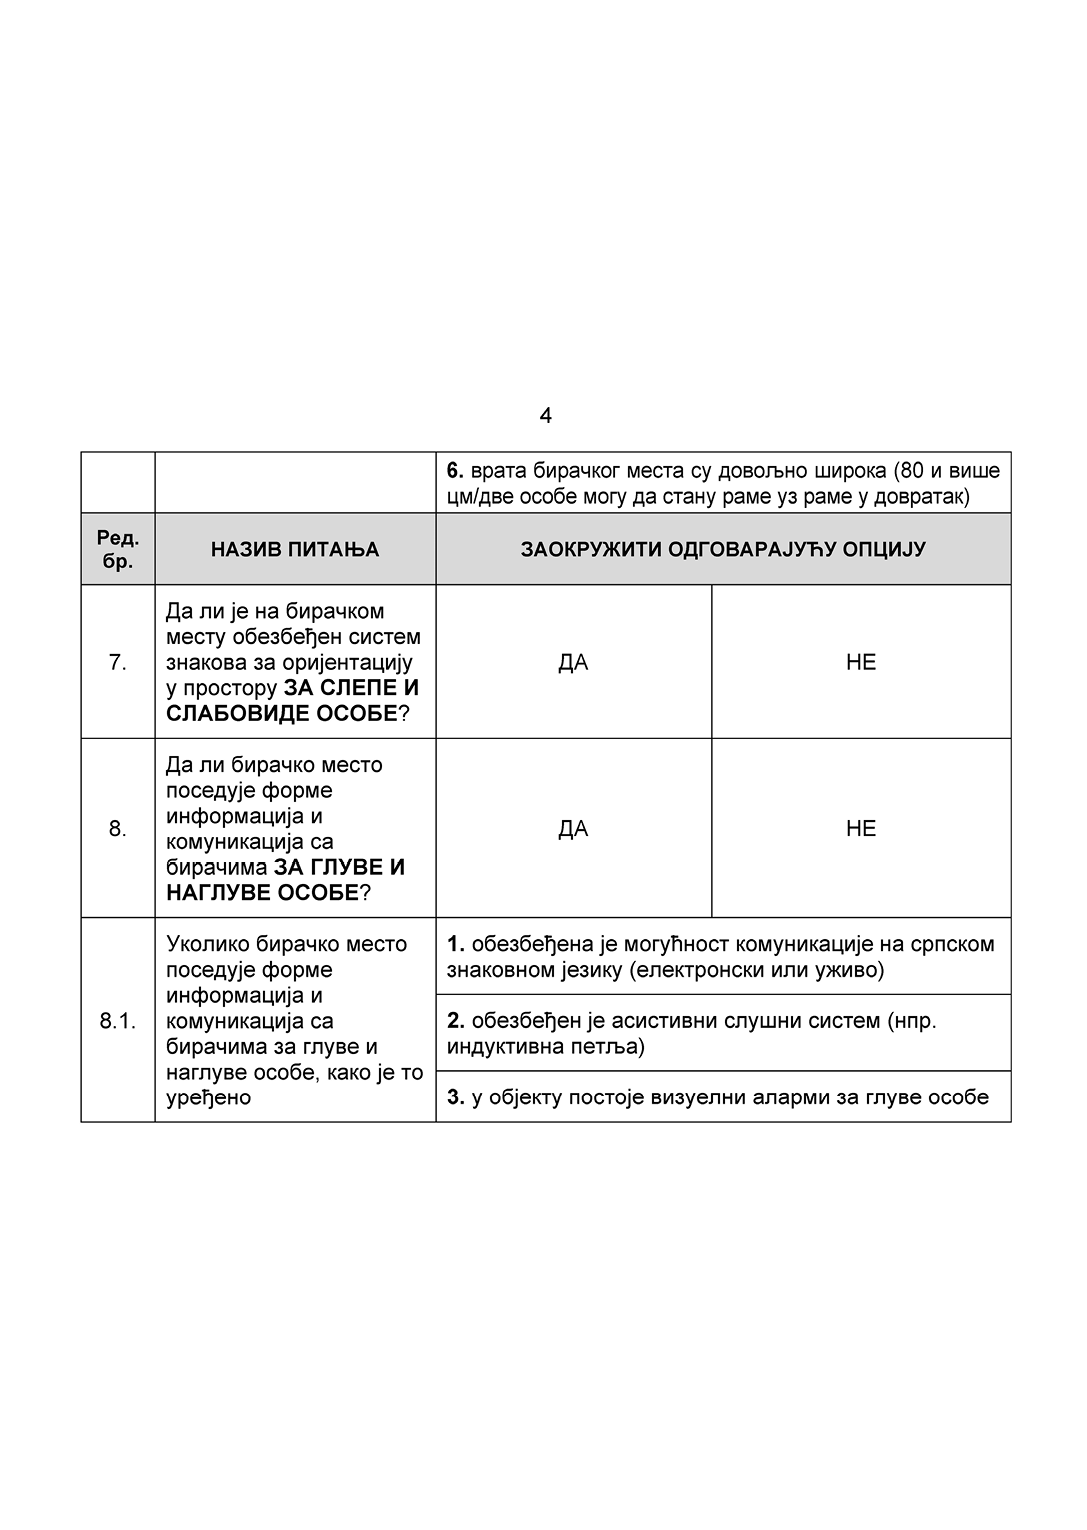 4
6. врата бирачког места су довољно широка (80 и више
цм/две особе могу да стану раме уз раме у довратак)
Ред.
бр.
НАЗИВ ПИТАЊА
ЗАОКРУЖИТИ ОДГОВАРАЈУЋУ ОПЦИЈУ
7.
Да ли је на бирачком
месту обезбеђен систем
знакова за оријентацију
у простору ЗА СЛЕПЕ И
СЛАБОВИДЕ ОСОБЕ?
ДА
НЕ
8.
Да ли бирачко место
поседује форме
информација и
комуникација са
бирачима ЗА ГЛУВЕ И
НАГЛУВЕ ОСОБЕ?
ДА
НЕ
8.1.
Уколико бирачко место
поседује форме
информација и
комуникација са
бирачима за глуве и
наглуве особе, како је то
уређено
1. обезбеђена је могућност комуникације на српском
знаковном језику (електронски или уживо)
2. обезбеђен је асистивни слушни систем (нпр.
индуктивна петља)
3. у објекту постоје визуелни аларми за глуве особе